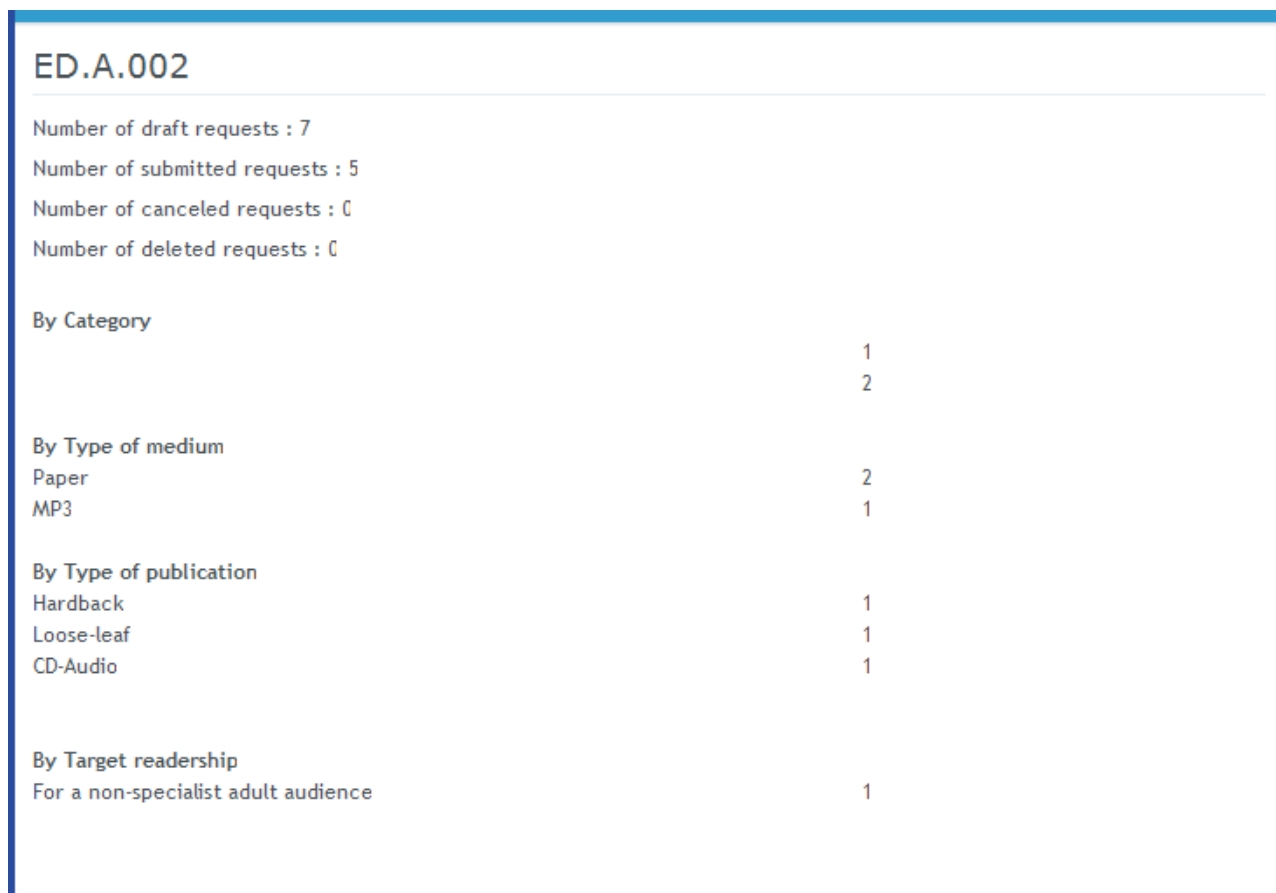 ED.A.002
Number of draft requests : 7
Number of submitted requests : 5
Number of canceled requests : 0
Number of deleted requests : 0
By Category
1
2
By Type of medium
Paper 2
MP3 1
By Type of publication
Hardback 1
Loose-leaf 1
CD-Audio 1
By Target readership
For a non-specialist adult audience 1